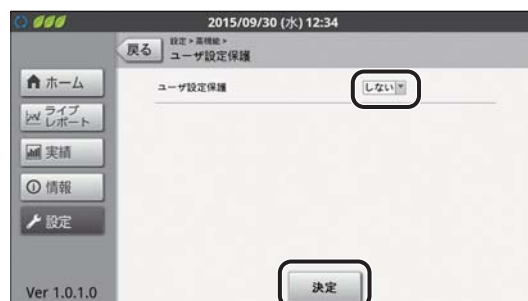 2015/09/30 (水) 12:34
戻る
設定 > 高機能 >
ユーザ設定保護
ホーム
ライブ
レポート
実績
情報
設定
Ver 1.0.1.0
ユーザ設定保護
しない
決定